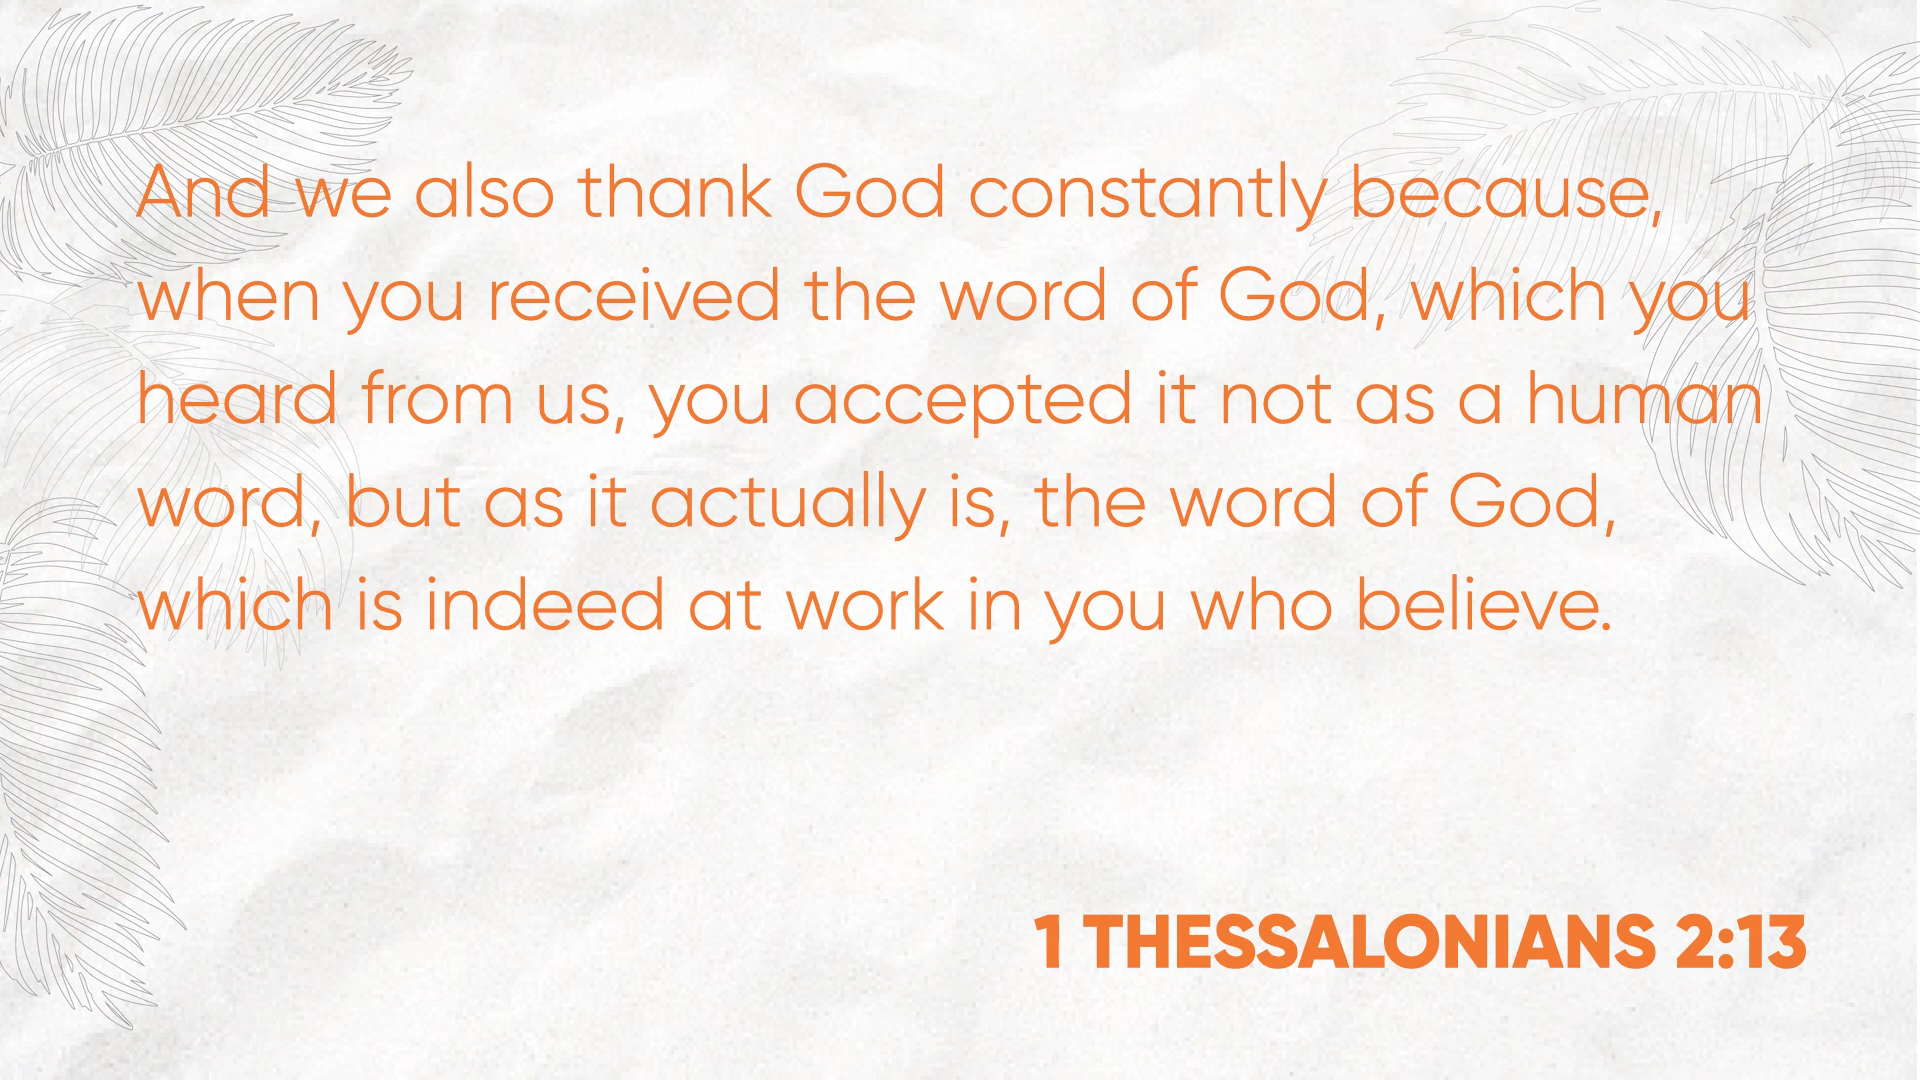 And we also thank God constantly because,
when you received the word of God, which you
heard from us, you accepted it not as a human
word, but as it actually is, the word of God,
which is indeed at work in you who believe.
1 THESSALONIANS 2:13